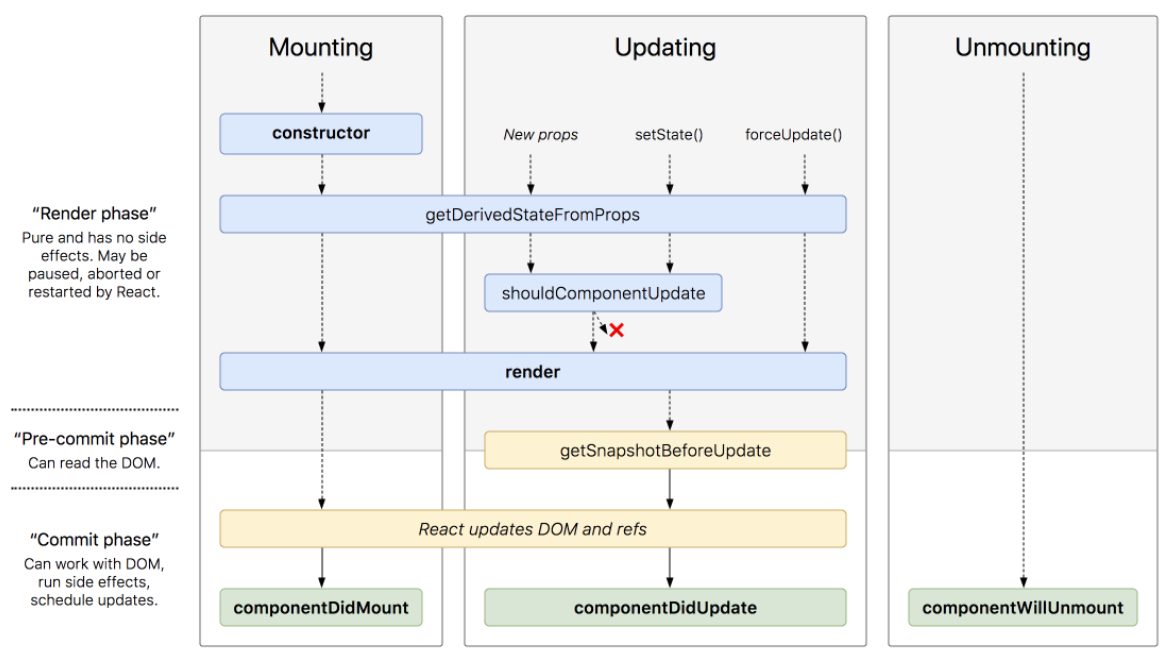 Mounting
Updating
Unmounting
constructor
New props
setState()
forceUpdate()
“Render phase”
Pure and has no side
effects. May be
paused, aborted or
restarted by React.
getDerivedStateFromProps
shouldComponentUpdate
render
“Pre-commit phase”
Can read the DOM.
getSnapshotBeforeUpdate
“Commit phase”
Can work with DOM,
run side effects,
schedule updates.
React updates DOM and refs
componentDidMount
componentDidUpdate
componentWillUnmount